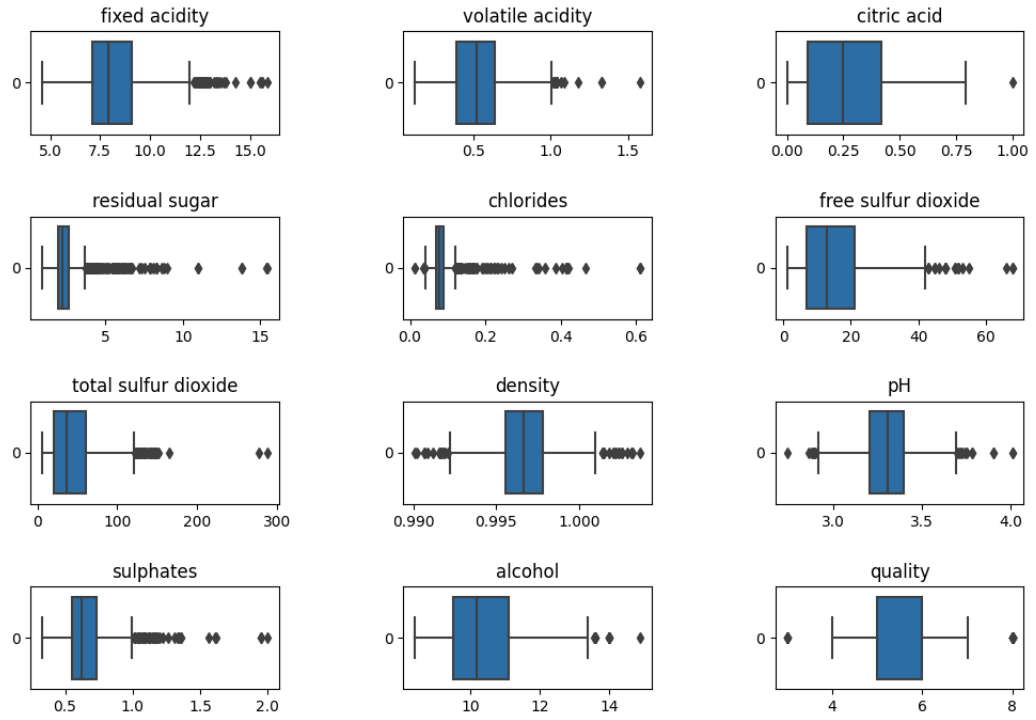 fixed acidity volatile acidity citric acid
0 0 0
5.0 7.5 10.0 12.5 15.0 0.5 1.0 1.5 0.00 0.25 0.50 0.75 1.00
residual sugar chlorides free sulfur dioxide
0 0 0
5 10 15 0.0 0.2 0.4 0.6 0 20 40 60
total sulfur dioxide density pH
0 0 0
0 100 200 300 0.990 0.995 1.000 3.0 3.5 4.0
sulphates alcohol quality
0 0 0
0.5 1.0 1.5 2.0 10 12 14 4 6 8